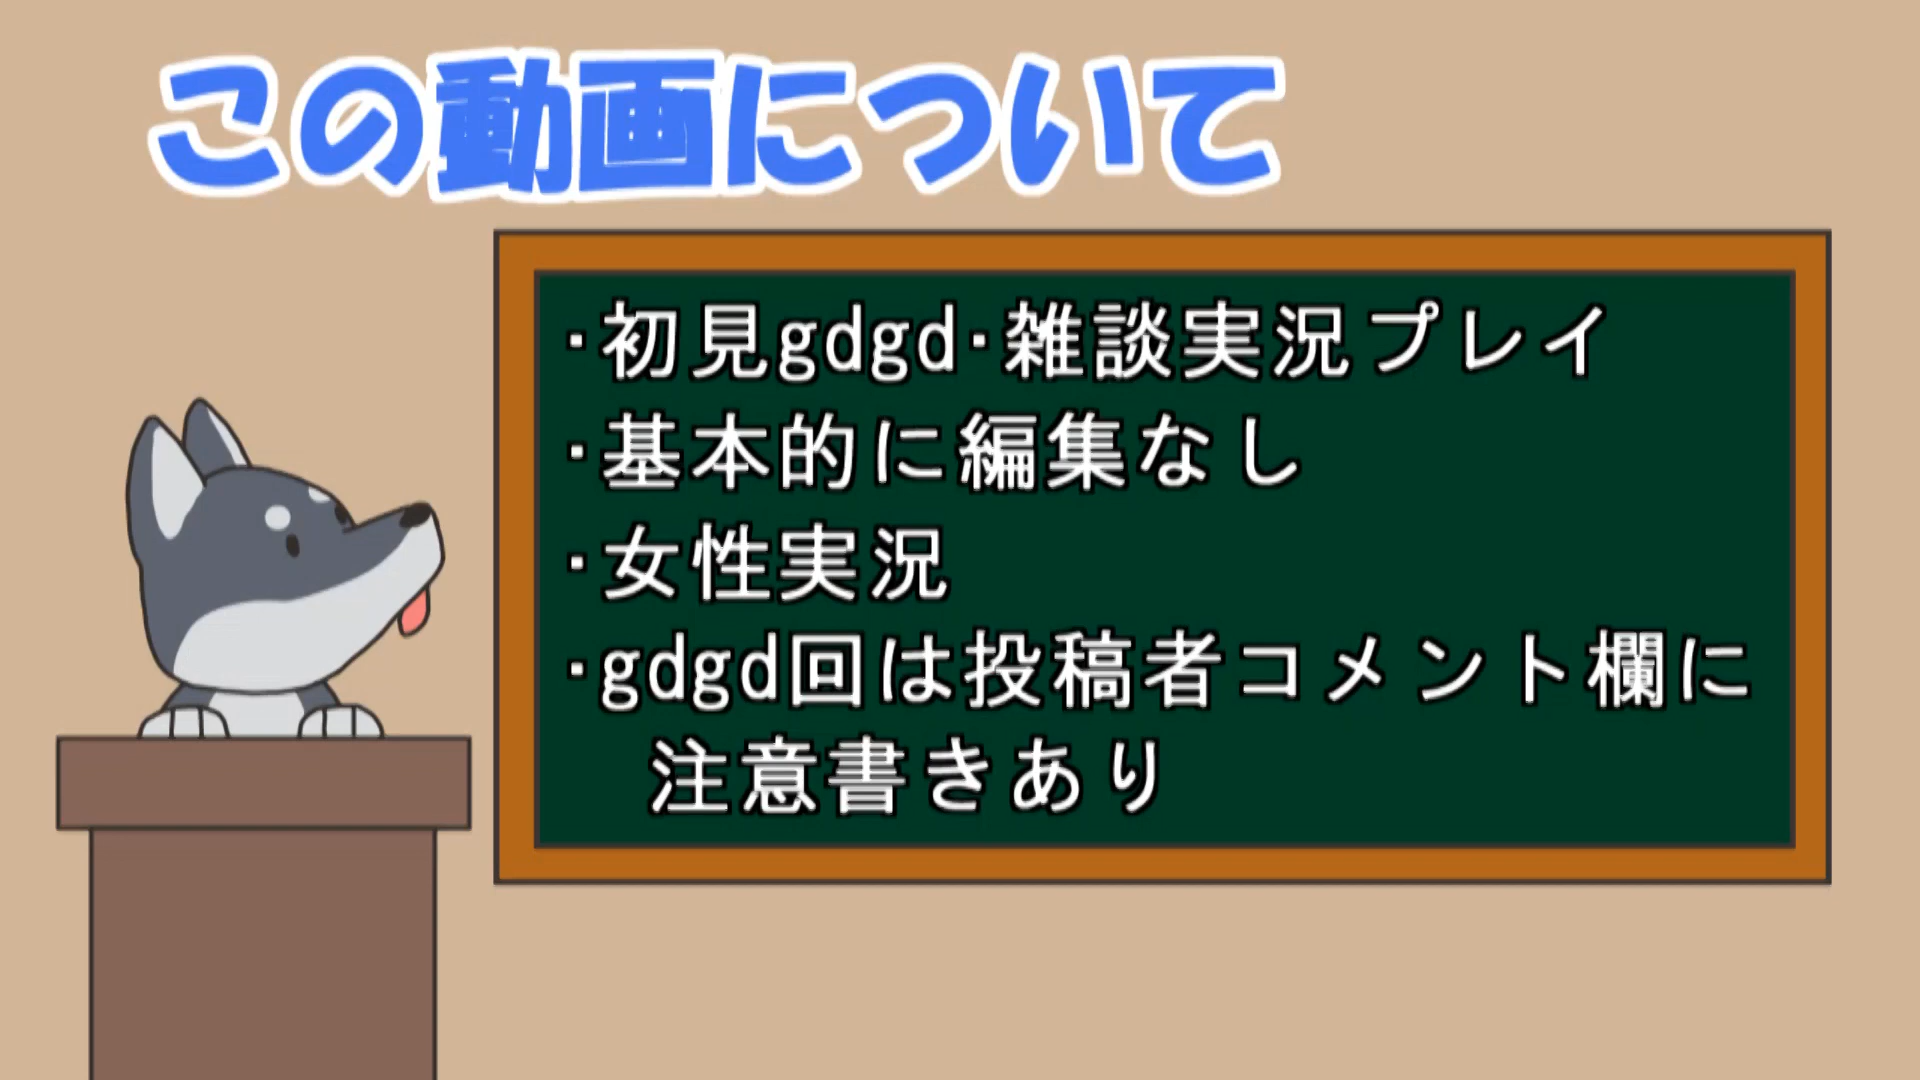 この動画について
・初見gdgd・雑談実況プレイ
・基本的に編集なし
・女性実況
・gdgd回は投稿者コメント欄に
注意書きあり